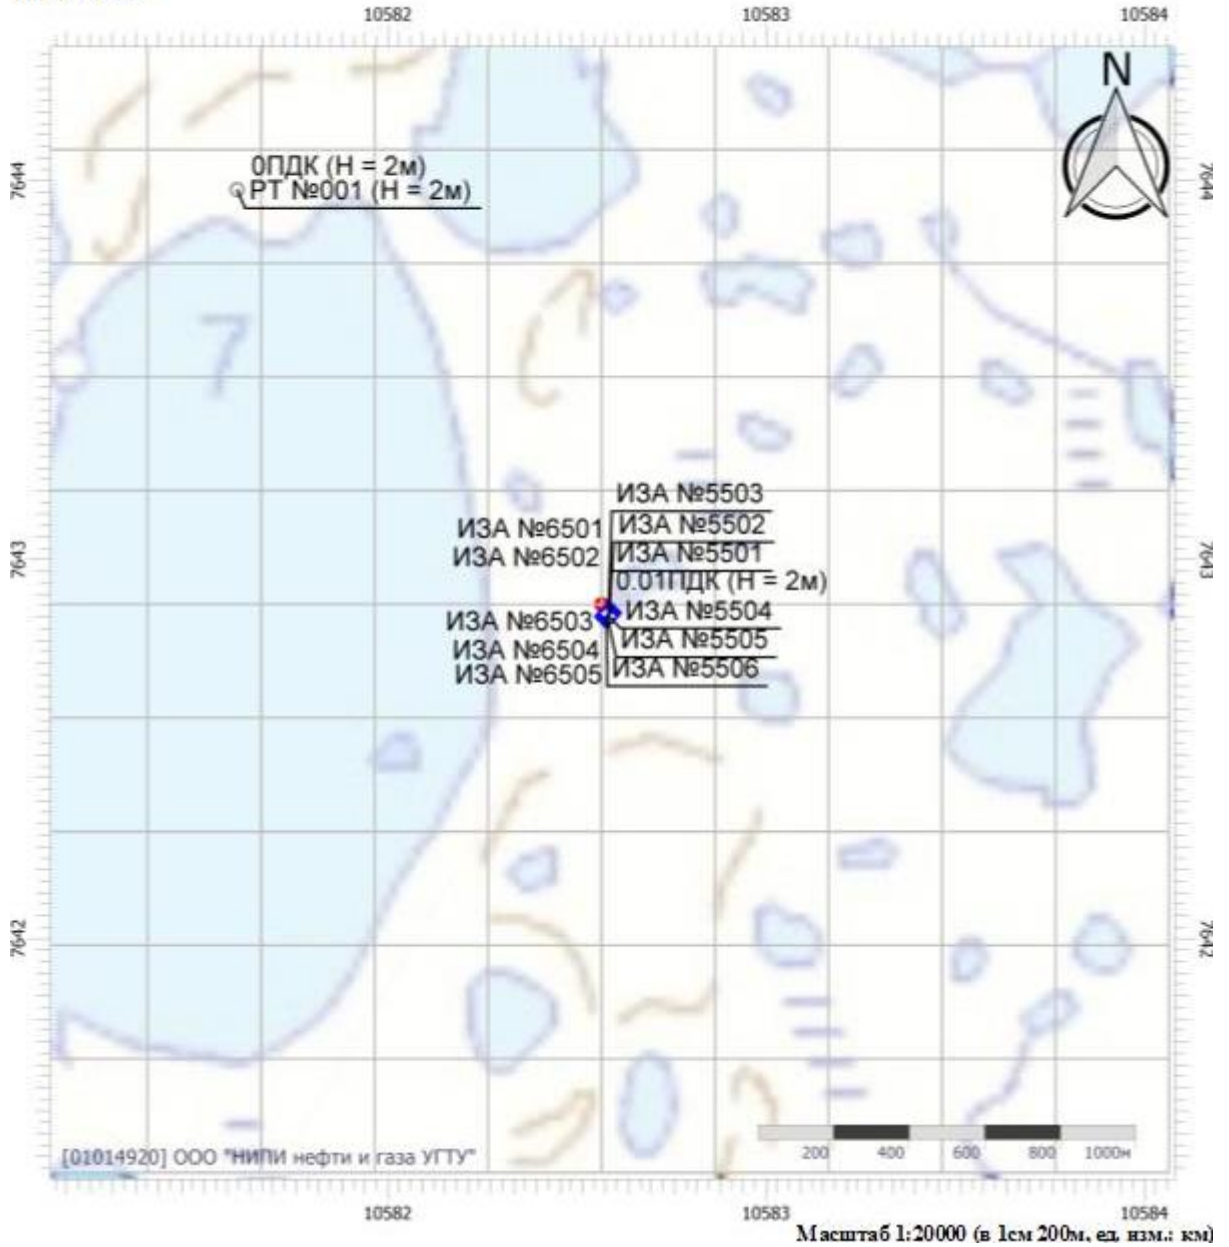 10582 10583 10584
N
0ПДК (H = 2м)
РТ №001 (H = 2м)
7644 7644
ИЗА №5503
ИЗА №6501 ИЗА №5502
ИЗА №6502 ИЗА №5501
7643 7643
0.01ПДК (H = 2м)
ИЗА №6503 ИЗА №5504
ИЗА №6504 ИЗА №5505
ИЗА №6505 ИЗА №5506
7642 7642
200 400 600 800 1000м
[01014920] ООО "НИПИ нефти и газа УГТУ"
10582 10583 10584
Масштаб 1:20000 (в 1см 200м, ед. изм.: км)